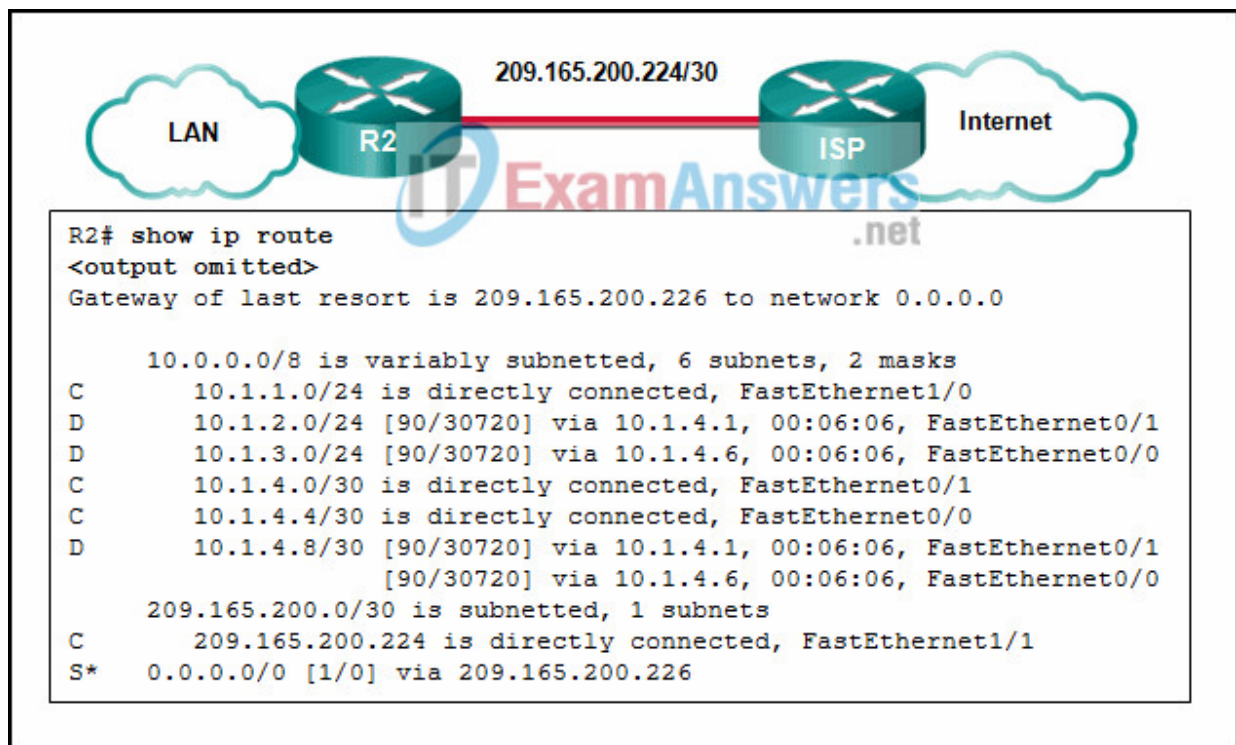 209.165.200.224/30
LAN
R2
ISP
Internet
ITExamAnswers
.net
R2# show ip route
<output omitted>
Gateway of last resort is 209.165.200.226 to network 0.0.0.0
10.0.0.0/8 is variably subnetted, 6 subnets, 2 masks
C 10.1.1.0/24 is directly connected, FastEthernet1/0
D 10.1.2.0/24 [90/30720] via 10.1.4.1, 00:06:06, FastEthernet0/1
D 10.1.3.0/24 [90/30720] via 10.1.4.6, 00:06:06, FastEthernet0/0
C 10.1.4.0/30 is directly connected, FastEthernet0/1
C 10.1.4.4/30 is directly connected, FastEthernet0/0
D 10.1.4.8/30 [90/30720] via 10.1.4.1, 00:06:06, FastEthernet0/1
[90/30720] via 10.1.4.6, 00:06:06, FastEthernet0/0
209.165.200.0/30 is subnetted, 1 subnets
C 209.165.200.224 is directly connected, FastEthernet1/1
S* 0.0.0.0/0 [1/0] via 209.165.200.226